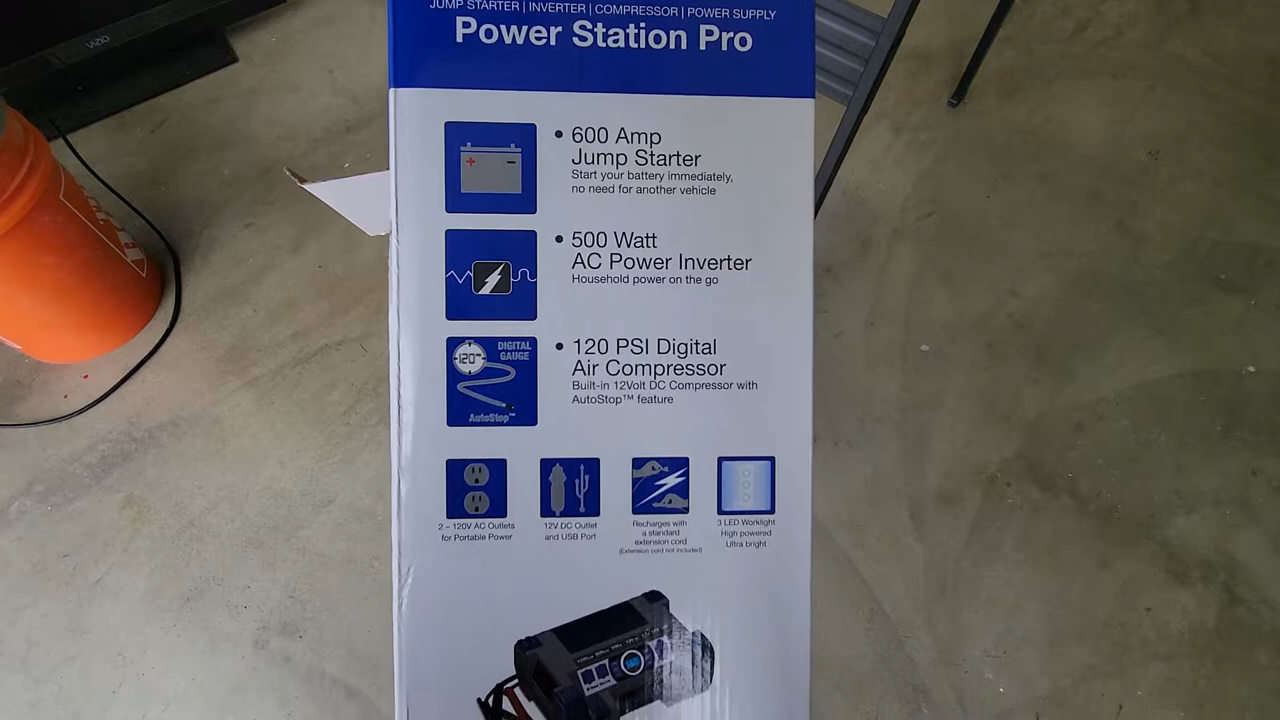 JUMP STARTER | INVERTER | COMPRESSOR | POWER SUPPLY
Power Station Pro
VIZIO
• 600 Amp
Jump Starter
Start your battery immediately,
no need for another vehicle
• 500 Watt
AC Power Inverter
Household power on the go
DIGITAL
GAUGE
120
AutoStop™
• 120 PSI Digital
Air Compressor
Built-in 12Volt DC Compressor with
AutoStop™ feature
2 – 120V AC Outlets
for Portable Power
12V DC Outlet
and USB Port
Recharges with
a standard
extension cord
(Extension cord not included)
3 LED Worklight
High powered
Ultra bright